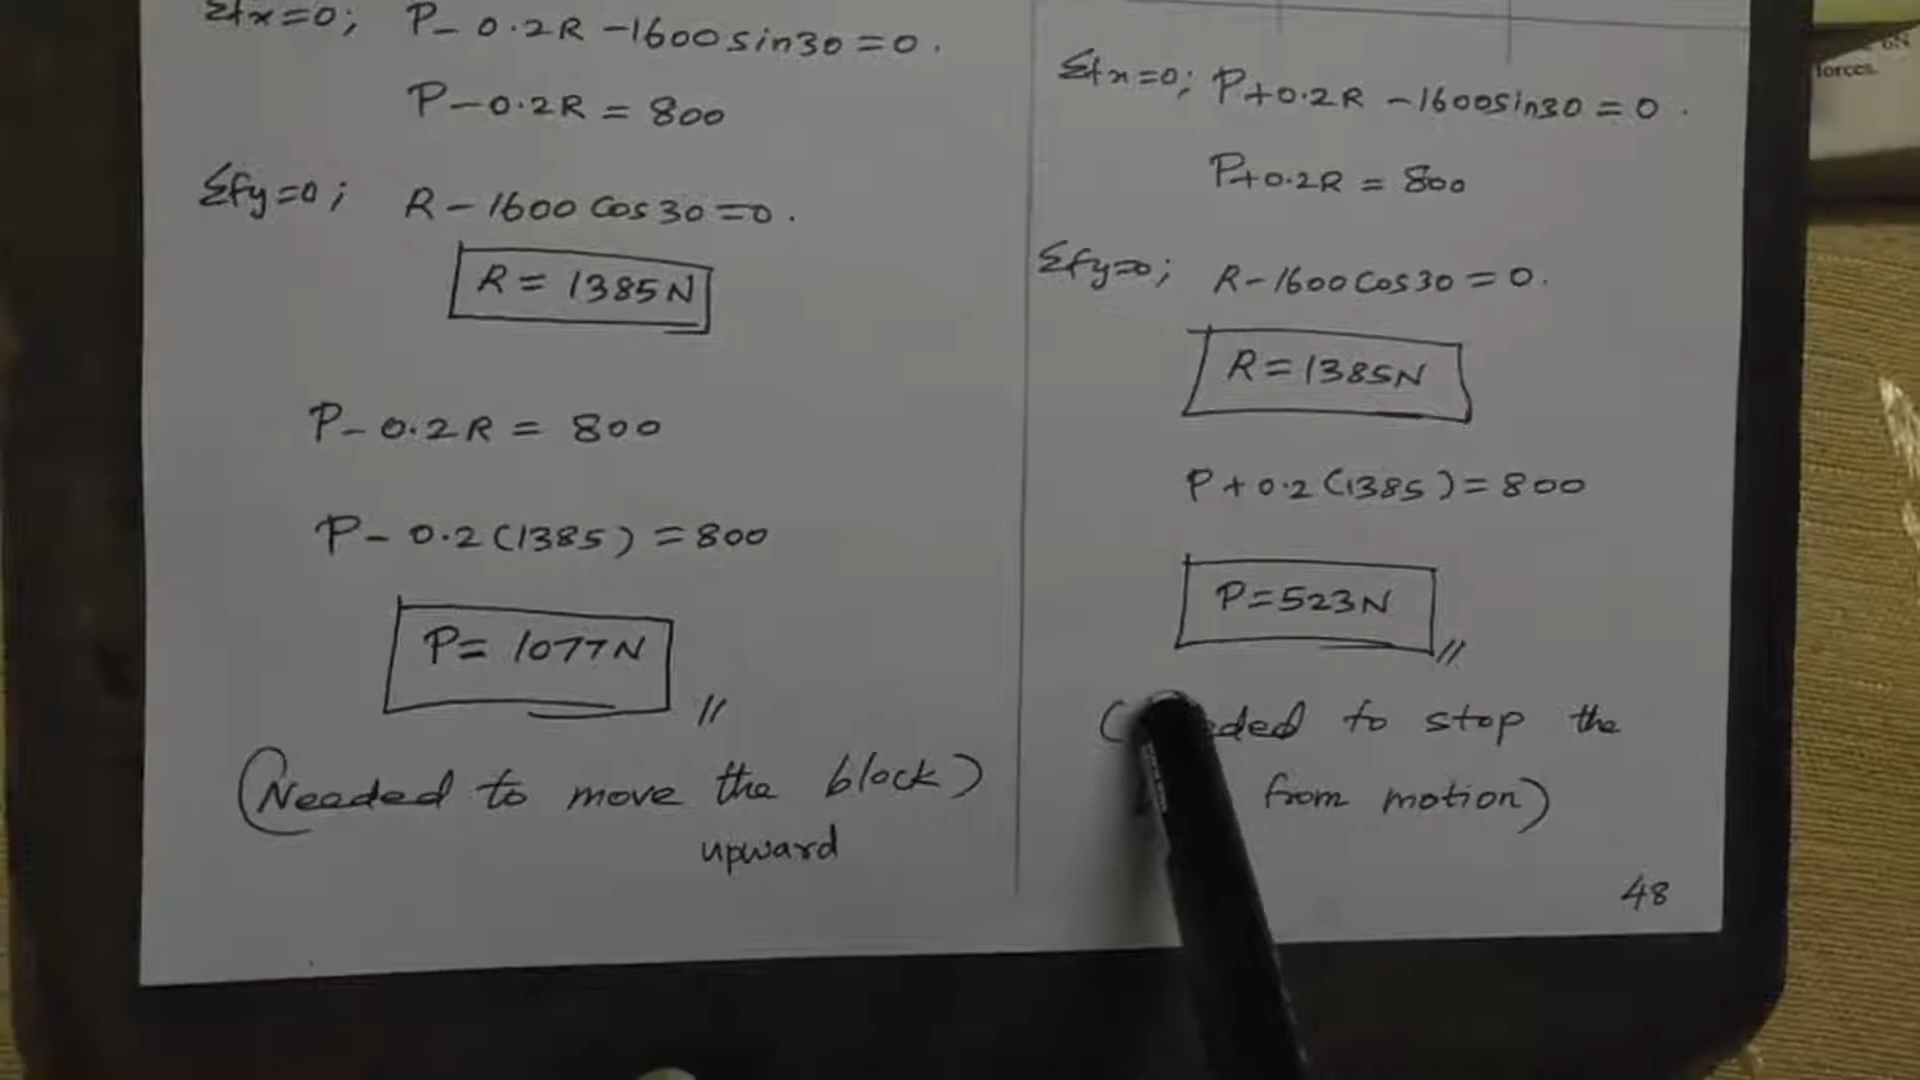 Σfx=0; P-0.2R-1600sin30=0.
P-0.2R=800
Σfy=0; R-1600 Cos30=0.
R=1385N
P-0.2R=800
P-0.2(1385)=800
P=1077N
(Needed to move the block)
upward
Σfx=0; P+0.2R-1600sin30=0.
P+0.2R=800
Σfy=0; R-1600Cos30=0.
R=1385N
P+0.2(1385)=800
P=523N
to stop the
from motion)
48
forces.